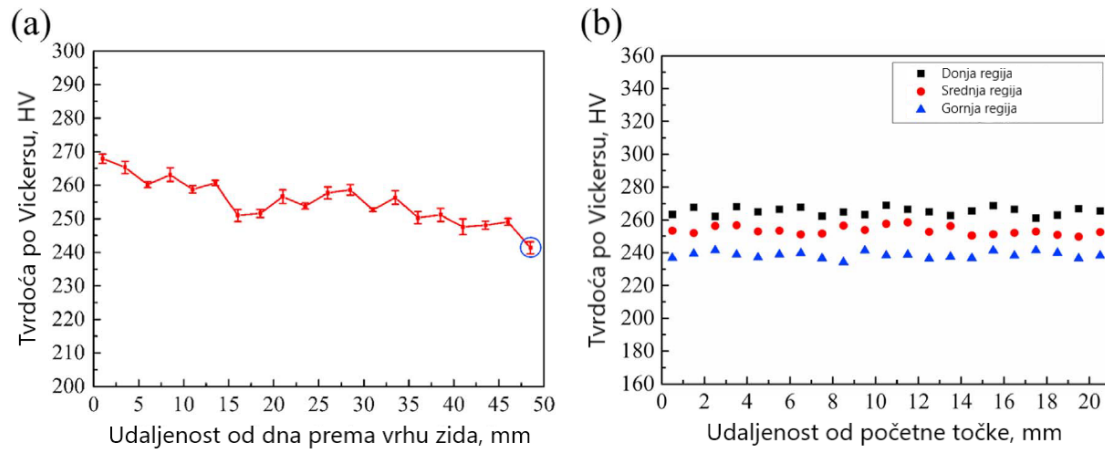 (a)
300
290
280
270
260
250
240
230
220
210
200
Tvrdoća po Vickersu, HV
0 5 10 15 20 25 30 35 40 45 50
Udaljenost od dna prema vrhu zida, mm
(b)
360
340
320
300
280
260
240
220
200
180
160
Tvrdoća po Vickersu, HV
Donja regija
Srednja regija
Gornja regija
0 2 4 6 8 10 12 14 16 18 20
Udaljenost od početne točke, mm